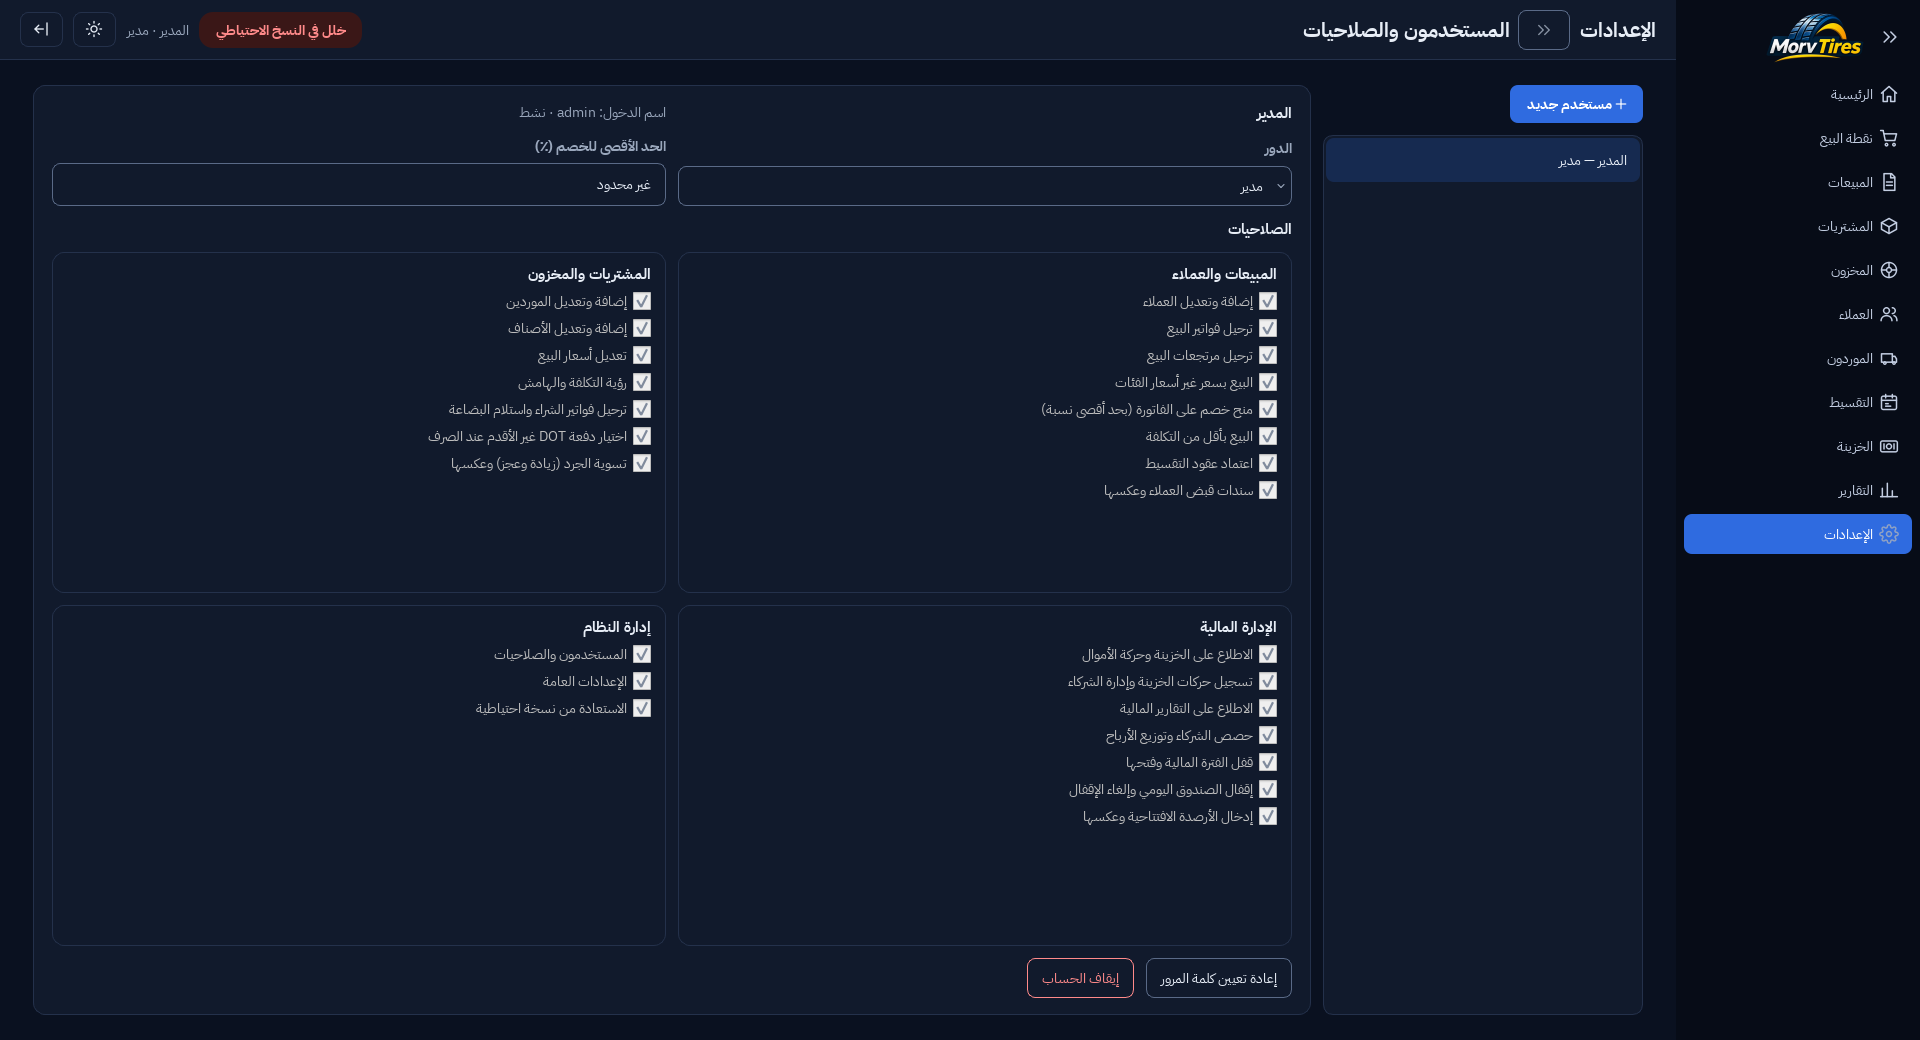 MorvTires
الرئيسية
نقطة البيع
المبيعات
المشتريات
المخزون
العملاء
الموردون
التقسيط
الخزينة
التقارير
الإعدادات
الإعدادات
المستخدمون والصلاحيات
خلل في النسخ الاحتياطي
المدير · مدير
+ مستخدم جديد
المدير — مدير
المدير
اسم الدخول: admin · نشط
الدور
مدير
الحد الأقصى للخصم (٪)
غير محدود
الصلاحيات
المبيعات والعملاء
إضافة وتعديل العملاء
ترحيل فواتير البيع
ترحيل مرتجعات البيع
البيع بسعر غير أسعار الفئات
منح خصم على الفاتورة (بحد أقصى نسبة)
البيع بأقل من التكلفة
اعتماد عقود التقسيط
سندات قبض العملاء وعكسها
المشتريات والمخزون
إضافة وتعديل الموردين
إضافة وتعديل الأصناف
تعديل أسعار البيع
رؤية التكلفة والهامش
ترحيل فواتير الشراء واستلام البضاعة
اختيار دفعة DOT غير الأقدم عند الصرف
تسوية الجرد (زيادة وعجز) وعكسها
الإدارة المالية
الاطلاع على الخزينة وحركة الأموال
تسجيل حركات الخزينة وإدارة الشركاء
الاطلاع على التقارير المالية
حصص الشركاء وتوزيع الأرباح
قفل الفترة المالية وفتحها
إقفال الصندوق اليومي وإلغاء الإقفال
إدخال الأرصدة الافتتاحية وعكسها
إدارة النظام
المستخدمون والصلاحيات
الإعدادات العامة
الاستعادة من نسخة احتياطية
إعادة تعيين كلمة المرور
إيقاف الحساب